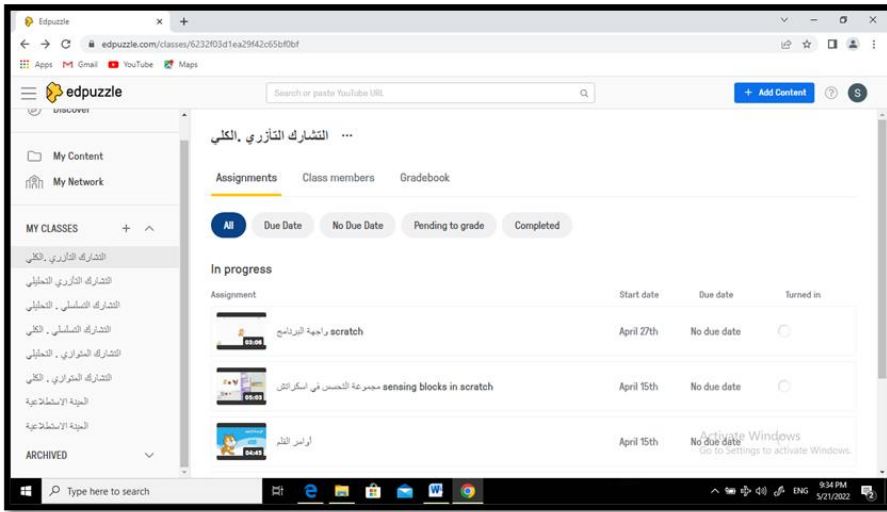 Edpuzzle
edpuzzle.com/classes/6232f03d1ea29f42c65bf0bf
Apps Gmail YouTube Maps
edpuzzle
Search or paste YouTube URL
+ Add Content
S
Discover
My Content
My Network
MY CLASSES
التشارك التأزري .الكلي
التشارك التأزري التحليلي
التشارك التسلسلي . التحليلي
التشارك التسلسلي . الكلي
التشارك المتوازي . التحليلي
التشارك المتوازي . الكلي
العينة الاستطلاعية
العينة الاستطلاعية
ARCHIVED
التشارك التأزري .الكلي ...
Assignments Class members Gradebook
All Due Date No Due Date Pending to grade Completed
In progress
Assignment Start date Due date Turned in
03:06 واجهة البرنامج scratch April 27th No due date
05:03 مجموعة التحسس في اسكراتش sensing blocks in scratch April 15th No due date
04:45 أوامر القلم April 15th No due date
Activate Windows
Go to Settings to activate Windows.
Type here to search
ENG
9:34 PM
5/21/2022